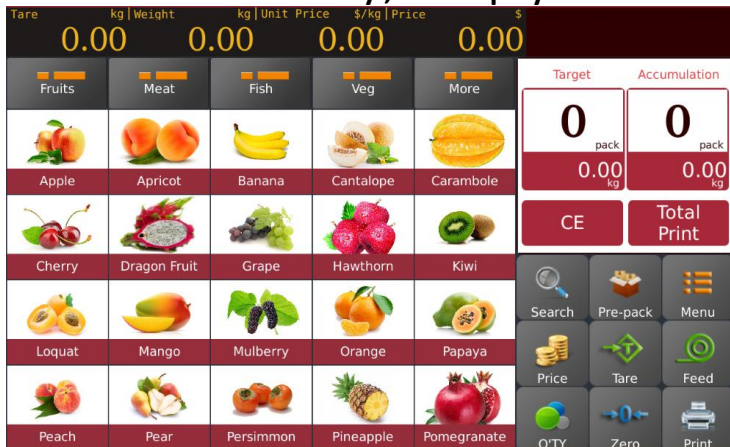 Tare kg Weight kg Unit Price $/kg Price $
0.00 0.00 0.00 0.00
Fruits Meat Fish Veg More
Target Accumulation
0 pack 0 pack
0.00 kg 0.00 kg
CE Total Print
Apple Apricot Banana Cantalope Carambole
Cherry Dragon Fruit Grape Hawthorn Kiwi
Search Pre-pack Menu
Loquat Mango Mulberry Orange Papaya
Price Tare Feed
Peach Pear Persimmon Pineapple Pomegranate
Q'TY Zero Print